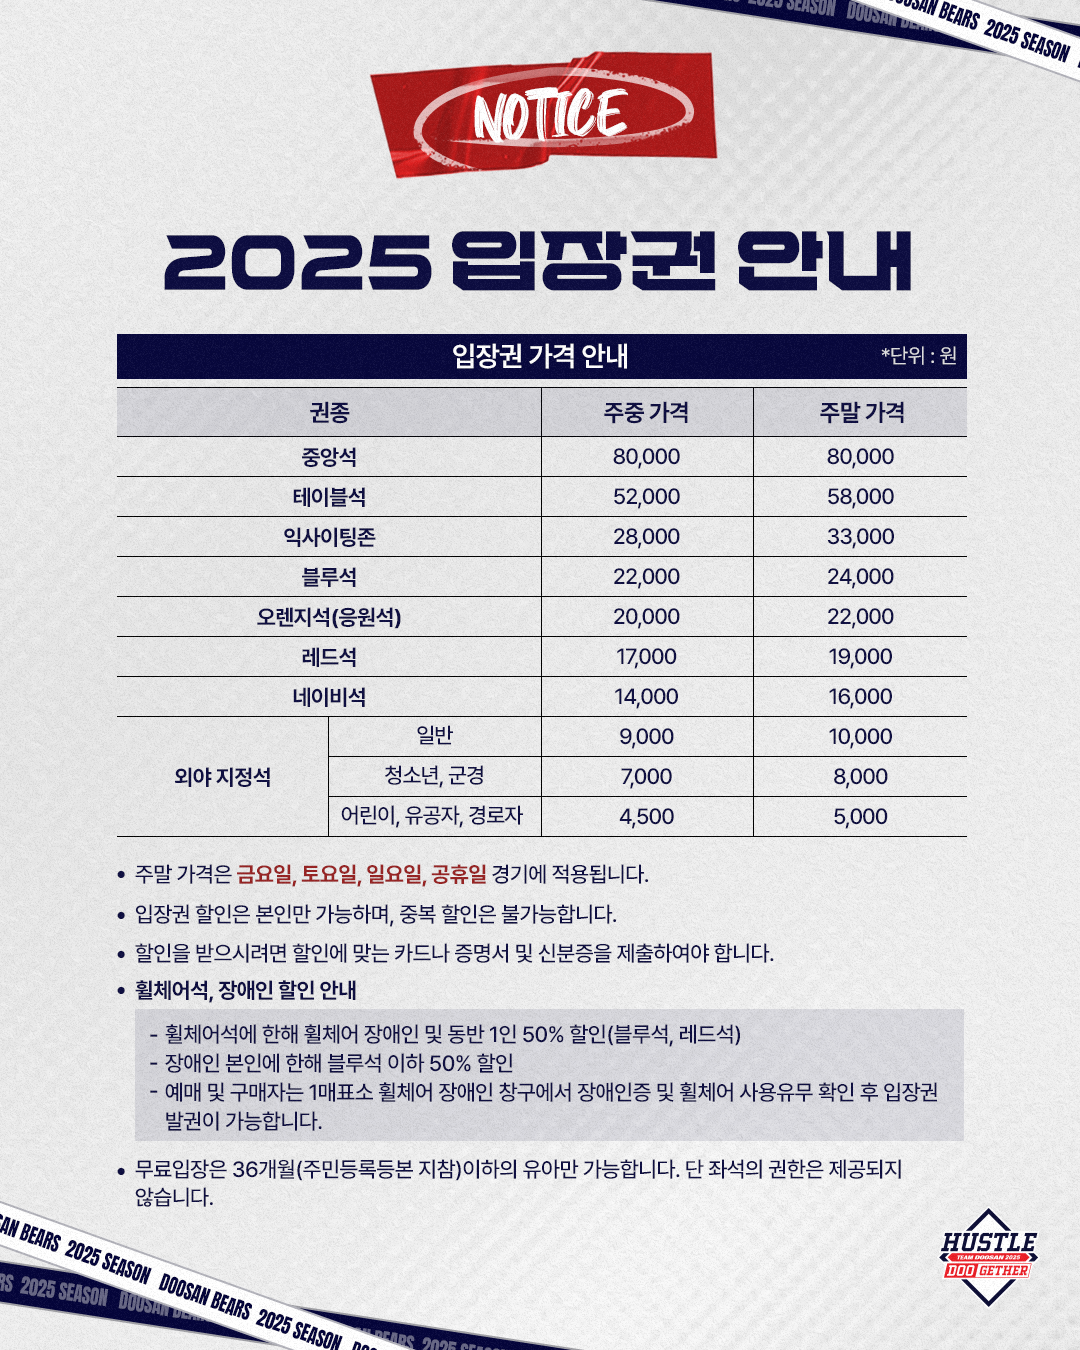 DOOSAN BEARS 2025 SEASON
2025 SEASON DOOSAN BEARS
NOTICE
2025 입장권 안내
입장권 가격 안내 *단위 : 원
권종 주중 가격 주말 가격
중앙석 80,000 80,000
테이블석 52,000 58,000
익사이팅존 28,000 33,000
블루석 22,000 24,000
오렌지석(응원석) 20,000 22,000
레드석 17,000 19,000
네이비석 14,000 16,000
외야 지정석 일반 9,000 10,000
청소년, 군경 7,000 8,000
어린이, 유공자, 경로자 4,500 5,000
• 주말 가격은 금요일, 토요일, 일요일, 공휴일 경기에 적용됩니다.
• 입장권 할인은 본인만 가능하며, 중복 할인은 불가능합니다.
• 할인을 받으시려면 할인에 맞는 카드나 증명서 및 신분증을 제출하여야 합니다.
• 휠체어석, 장애인 할인 안내
- 휠체어석에 한해 휠체어 장애인 및 동반 1인 50% 할인(블루석, 레드석)
- 장애인 본인에 한해 블루석 이하 50% 할인
- 예매 및 구매자는 1매표소 휠체어 장애인 창구에서 장애인증 및 휠체어 사용유무 확인 후 입장권
발권이 가능합니다.
• 무료입장은 36개월(주민등록등본 지참)이하의 유아만 가능합니다. 단 좌석의 권한은 제공되지
않습니다.
HUSTLE
TEAM DOOSAN 2025
DOOGETHER
SAN BEARS 2025 SEASON DOOSAN BEARS 2025 SEASON
RS 2025 SEASON DOOSAN BEARS 2025 SEASON